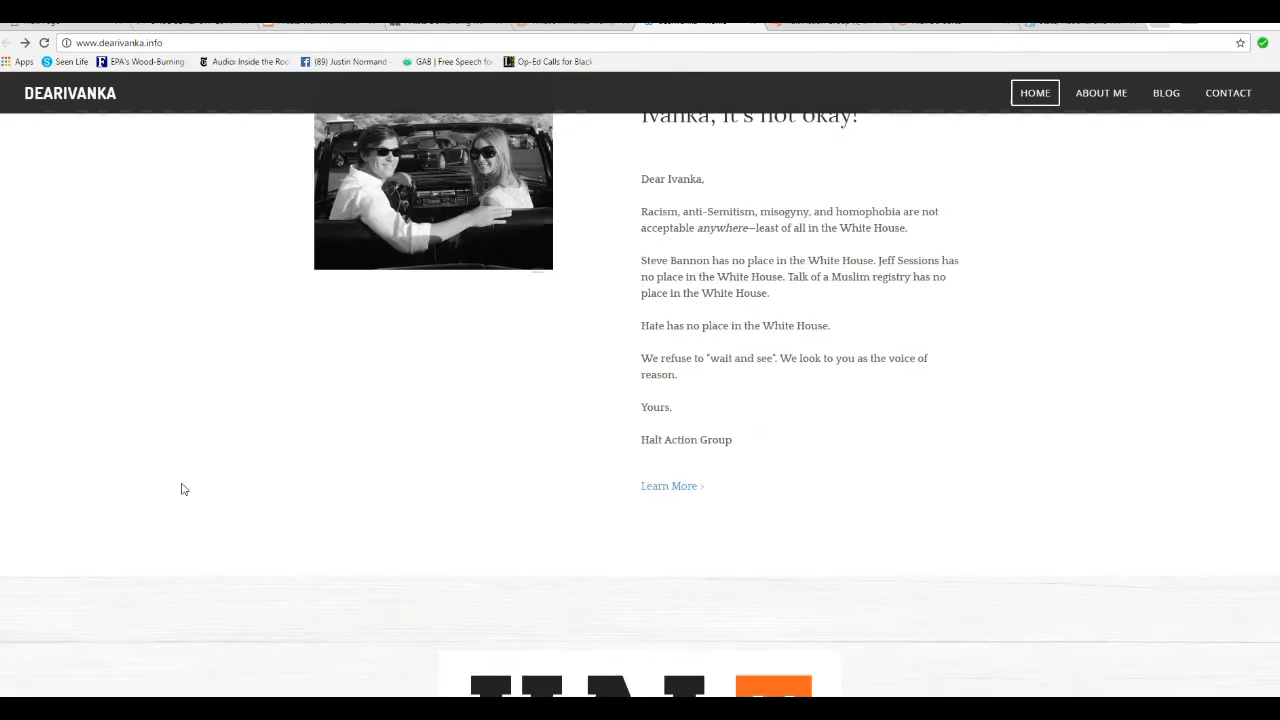 www.dearivanka.info
Apps Seen Life EPA's Wood-Burning Audio: Inside the Ro (89) Justin Normand GAB | Free Speech fo Op-Ed Calls for Black
DEARIVANKA HOME ABOUT ME BLOG CONTACT
Ivanka, it's not okay!
Dear Ivanka,
Racism, anti-Semitism, misogyny, and homophobia are not
acceptable anywhere—least of all in the White House.
Steve Bannon has no place in the White House. Jeff Sessions has
no place in the White House. Talk of a Muslim registry has no
place in the White House.
Hate has no place in the White House.
We refuse to "wait and see". We look to you as the voice of
reason.
Yours,
Halt Action Group
Learn More >